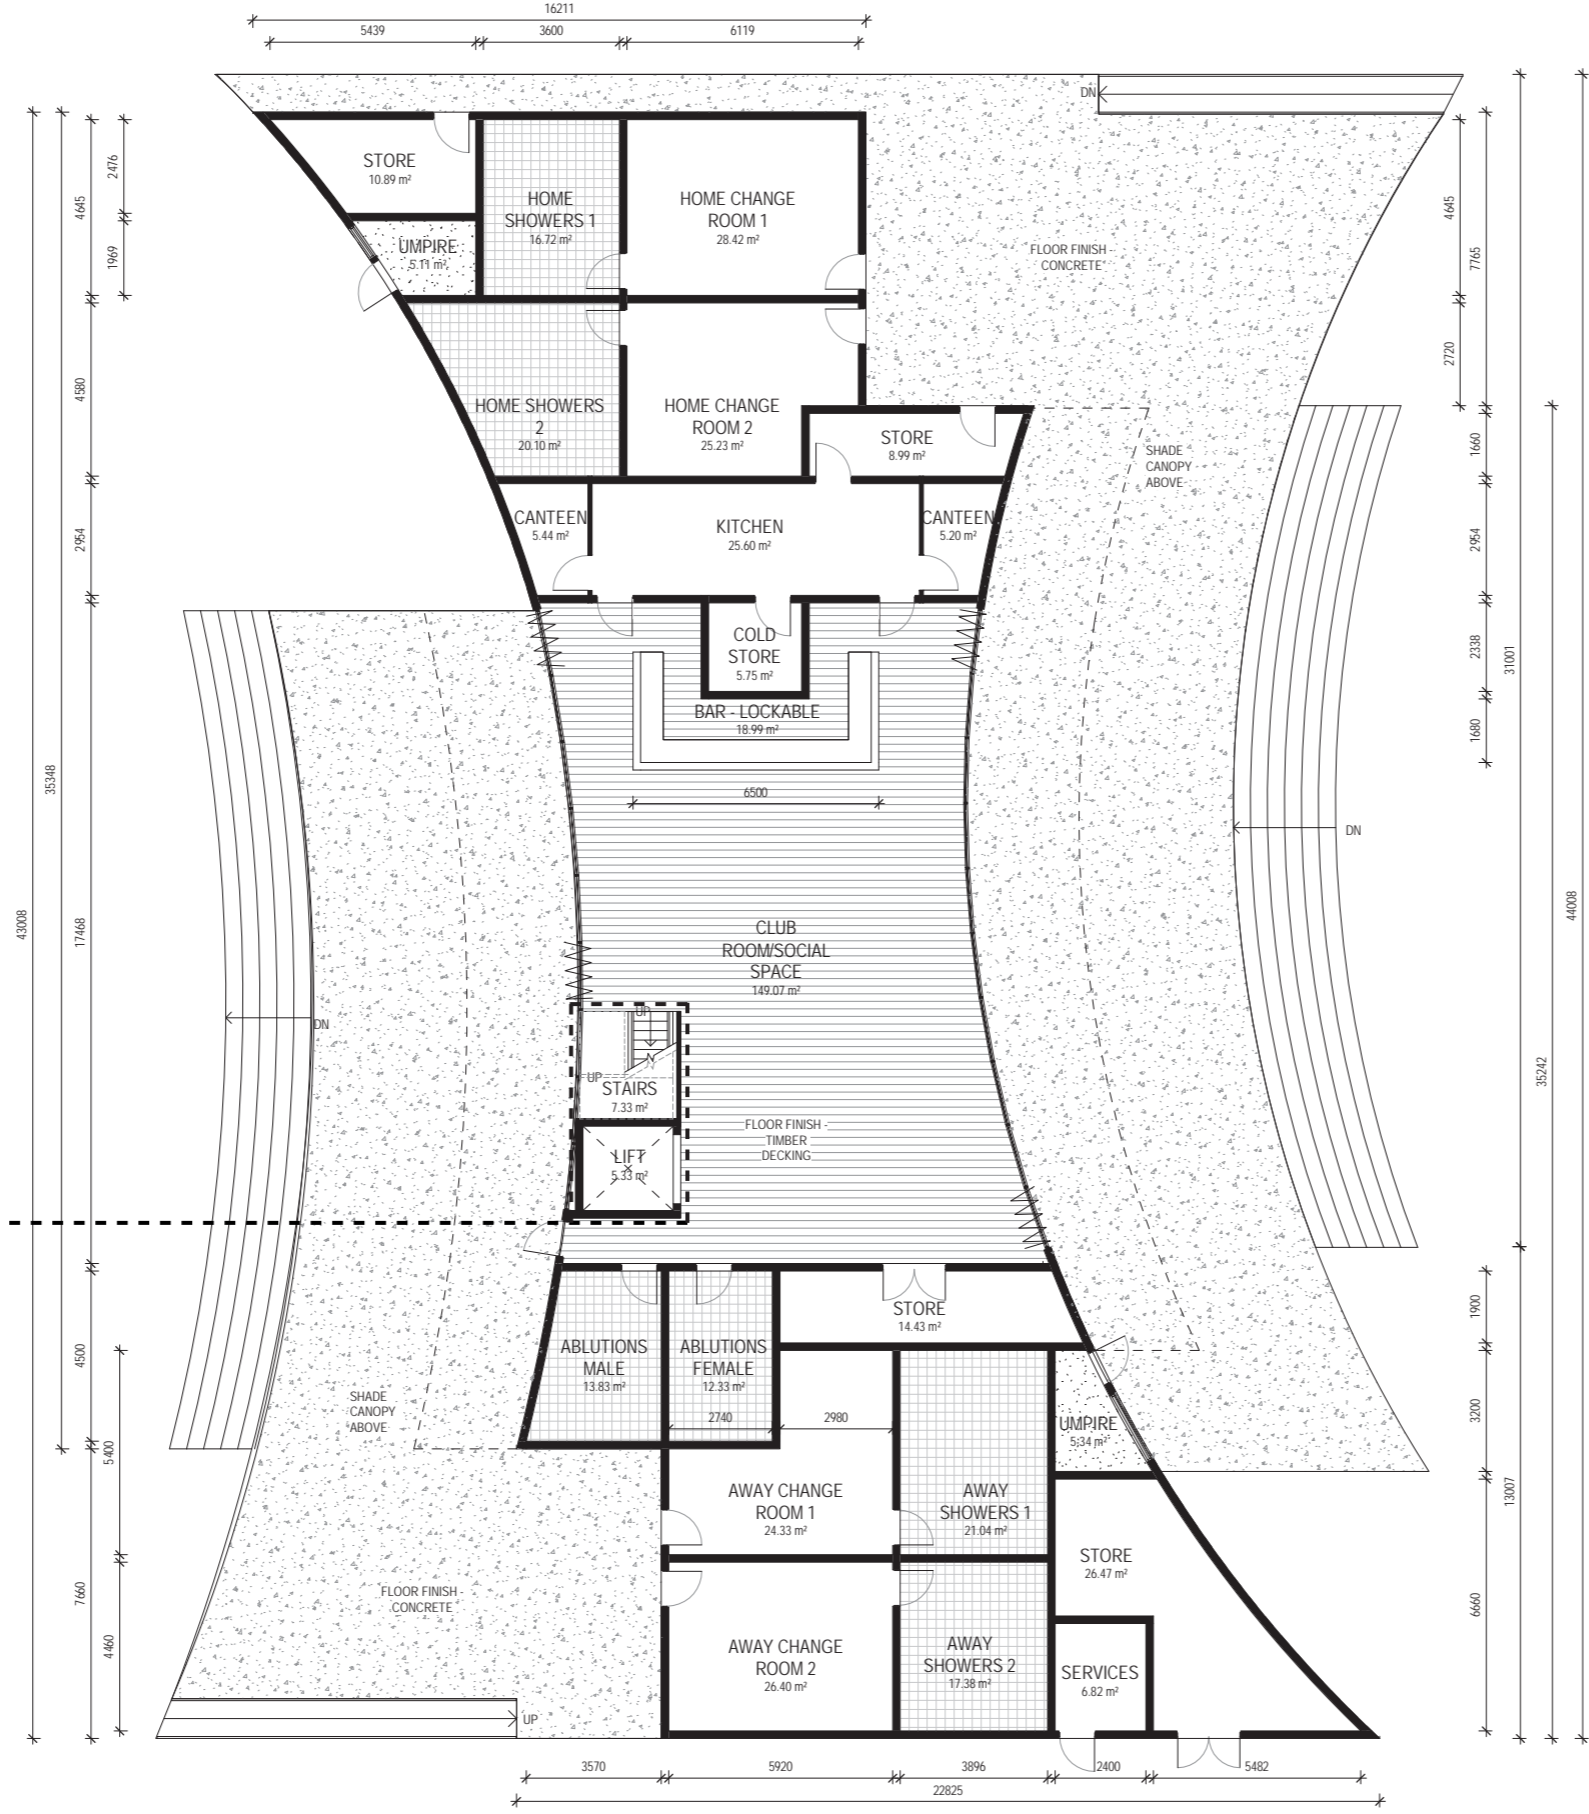 16211
5439
3600
6119
DN
STORE
10.89 m²
HOME
SHOWERS 1
16.72 m²
HOME CHANGE
ROOM 1
28.42 m²
UMPIRE
5.11 m²
FLOOR FINISH -
CONCRETE
HOME SHOWERS
2
20.10 m²
HOME CHANGE
ROOM 2
25.23 m²
STORE
8.99 m²
SHADE
CANOPY
ABOVE
CANTEEN
5.44 m²
KITCHEN
25.60 m²
CANTEEN
5.20 m²
COLD
STORE
5.75 m²
BAR - LOCKABLE
18.99 m²
6500
DN
CLUB
ROOM/SOCIAL
SPACE
149.07 m²
DN
UP
UP
STAIRS
7.33 m²
FLOOR FINISH -
TIMBER
DECKING
LIFT
5.33 m²
STORE
14.43 m²
ABLUTIONS
MALE
13.83 m²
ABLUTIONS
FEMALE
12.33 m²
2740
2980
SHADE
CANOPY
ABOVE
UMPIRE
5.34 m²
AWAY CHANGE
ROOM 1
24.33 m²
AWAY
SHOWERS 1
21.04 m²
STORE
26.47 m²
FLOOR FINISH -
CONCRETE
AWAY CHANGE
ROOM 2
26.40 m²
AWAY
SHOWERS 2
17.38 m²
SERVICES
6.82 m²
UP
3570
5920
3896
2400
5482
22825
43008
35348
4645
4580
2954
17468
4500
7660
2476
1969
5400
4460
4645
2720
7765
1660
2954
2338
1680
1900
3200
6660
31001
13007
35242
44008